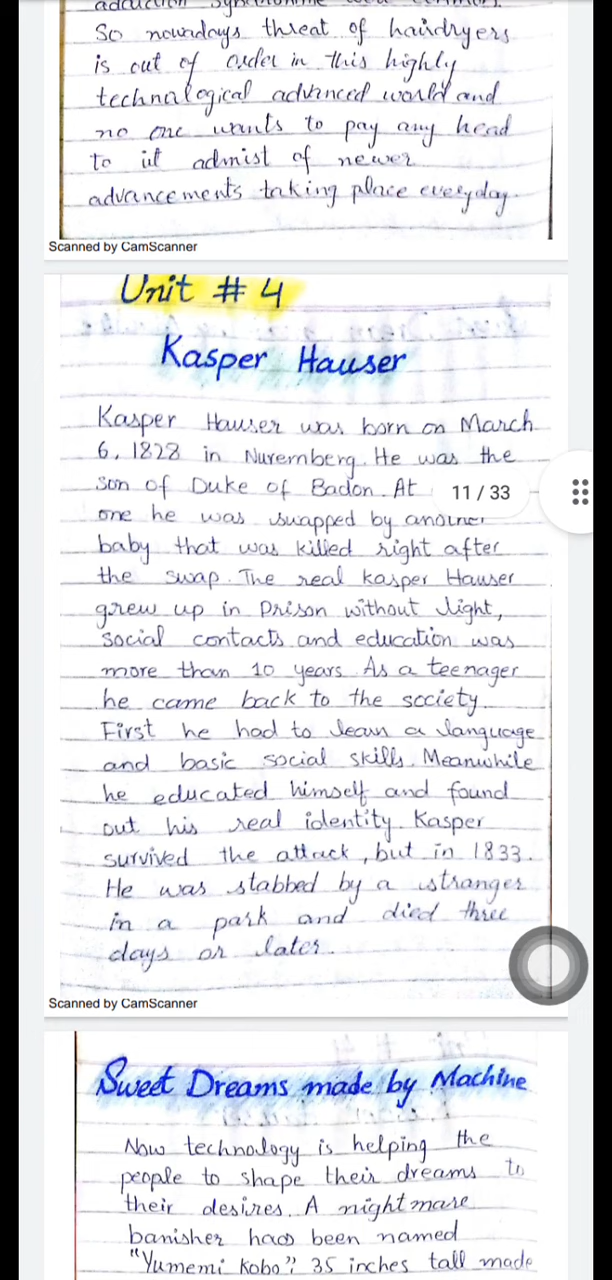 So nowndays threat of hairdryers
is out of order in this highly
technological advanced world and
no one wants to pay any head
to it admist of newer
advancements taking place everyday.
Scanned by CamScanner
Unit # 4
Kasper Hauser
Kasper Hauser was born on March
6, 1828 in Nuremberg. He was the
son of Duke of Badon. At
11 / 33
one he was swapped by another
baby that was killed right after
the swap. The real kasper Hauser
grew up in Prison without light,
social contacts and education was
more than 10 years. As a teenager
he came back to the society.
First he had to lean a language
and basic social skills. Meanwhile
he educated himself and found
out his real identity. Kasper
survived the attack, but in 1833.
He was stabbed by a stranger
in a park and died three
days or later.
Scanned by CamScanner
Sweet Dreams made by Machine
Now technology is helping the
people to shape their dreams to
their desires. A nightmare
banisher has been named
"Yumemi Kobo", 35 inches tall made